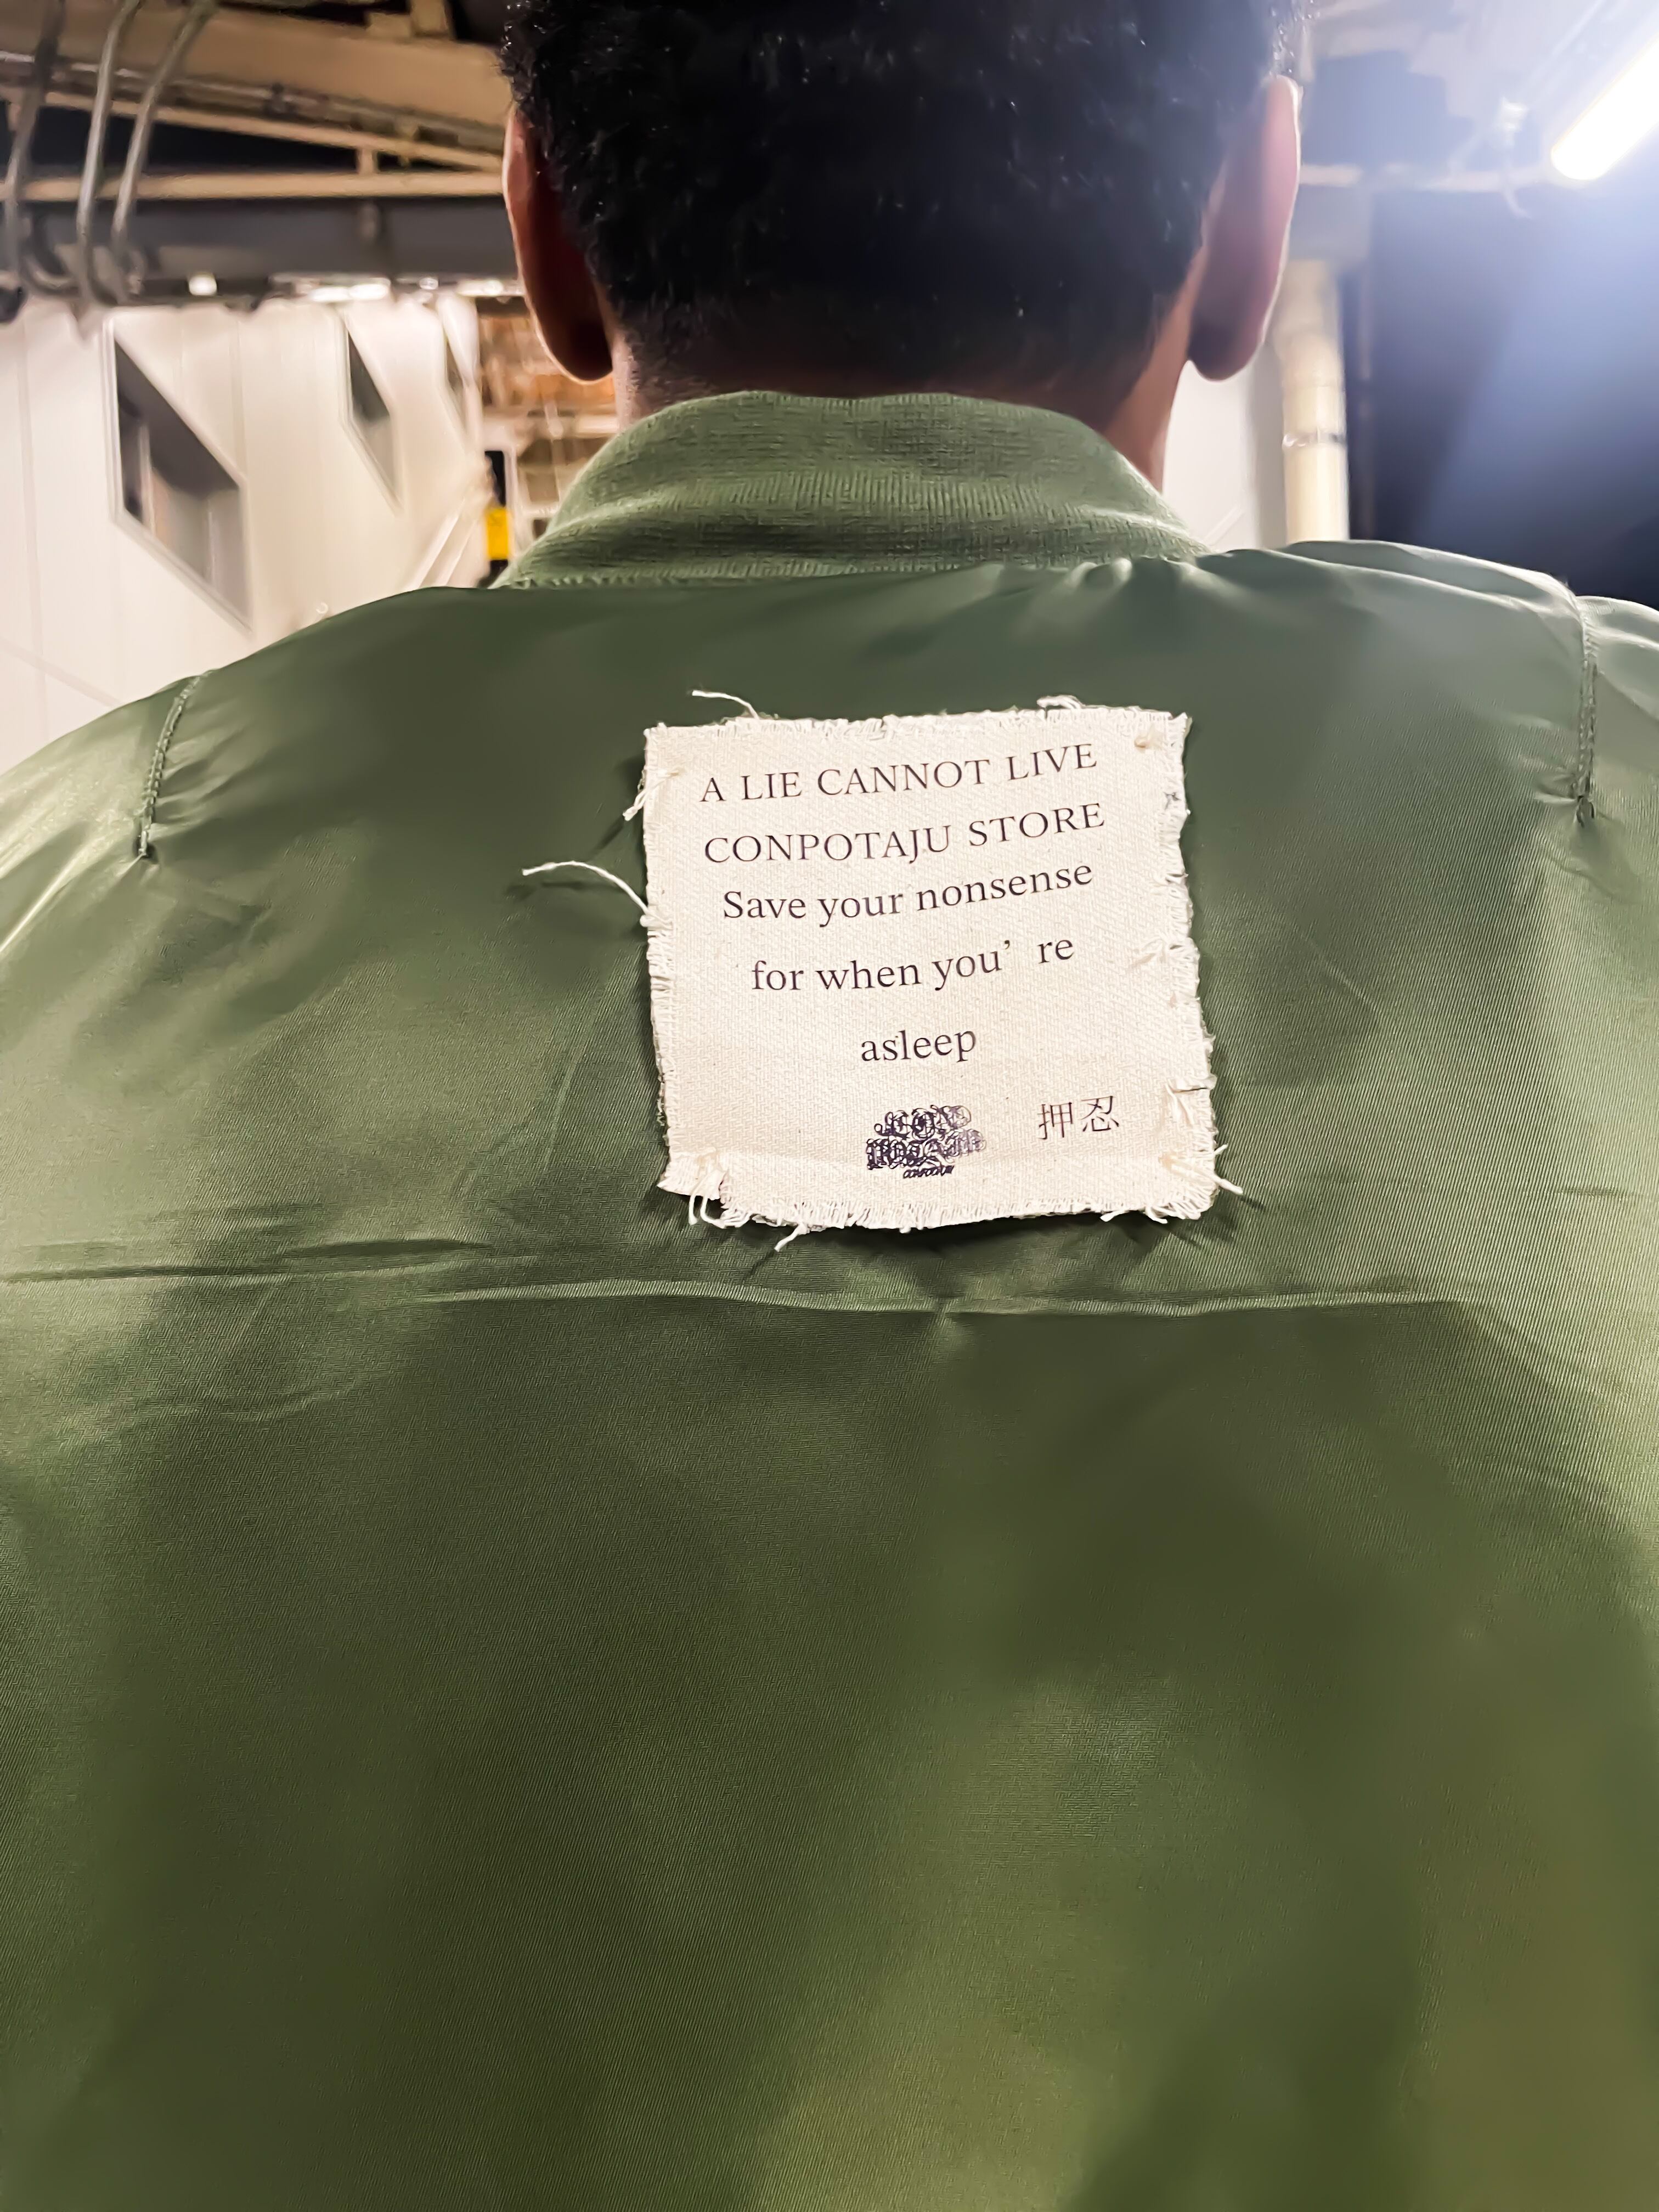 A LIE CANNOT LIVE
CONPOTAJU STORE
Save your nonsense
for when you’ re
asleep
押忍